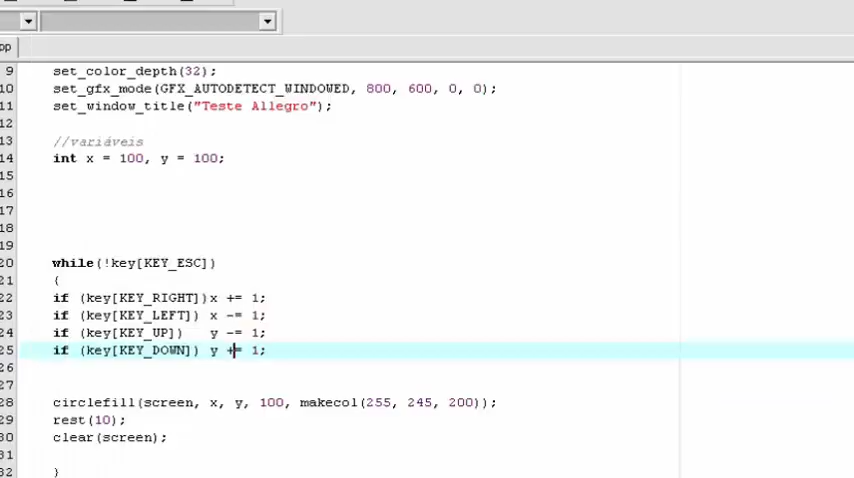 pp
9 set_color_depth(32);
10 set_gfx_mode(GFX_AUTODETECT_WINDOWED, 800, 600, 0, 0);
11 set_window_title("Teste Allegro");
12
13 //variáveis
14 int x = 100, y = 100;
15
16
17
18
19
20 while(!key[KEY_ESC])
21 {
22 if (key[KEY_RIGHT])x += 1;
23 if (key[KEY_LEFT]) x -= 1;
24 if (key[KEY_UP]) y -= 1;
25 if (key[KEY_DOWN]) y += 1;
26
27
28 circlefill(screen, x, y, 100, makecol(255, 245, 200));
29 rest(10);
30 clear(screen);
31
32 }